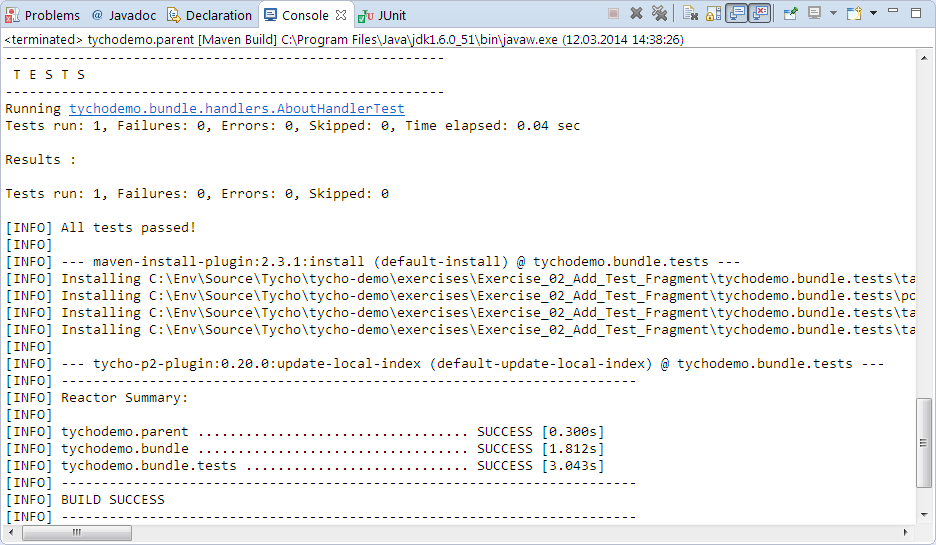 Problems @ Javadoc Declaration Console JUnit
<terminated> tychodemo.parent [Maven Build] C:\Program Files\Java\jdk1.6.0_51\bin\javaw.exe (12.03.2014 14:38:26)
-------------------------------------------------------
T E S T S
-------------------------------------------------------
Running tychodemo.bundle.handlers.AboutHandlerTest
Tests run: 1, Failures: 0, Errors: 0, Skipped: 0, Time elapsed: 0.04 sec
Results :
Tests run: 1, Failures: 0, Errors: 0, Skipped: 0
[INFO] All tests passed!
[INFO]
[INFO] --- maven-install-plugin:2.3.1:install (default-install) @ tychodemo.bundle.tests ---
[INFO] Installing C:\Env\Source\Tycho\tycho-demo\exercises\Exercise_02_Add_Test_Fragment\tychodemo.bundle.tests\ta
[INFO] Installing C:\Env\Source\Tycho\tycho-demo\exercises\Exercise_02_Add_Test_Fragment\tychodemo.bundle.tests\po
[INFO] Installing C:\Env\Source\Tycho\tycho-demo\exercises\Exercise_02_Add_Test_Fragment\tychodemo.bundle.tests\ta
[INFO] Installing C:\Env\Source\Tycho\tycho-demo\exercises\Exercise_02_Add_Test_Fragment\tychodemo.bundle.tests\ta
[INFO]
[INFO] --- tycho-p2-plugin:0.20.0:update-local-index (default-update-local-index) @ tychodemo.bundle.tests ---
[INFO] ------------------------------------------------------------------------
[INFO] Reactor Summary:
[INFO]
[INFO] tychodemo.parent .................................. SUCCESS [0.300s]
[INFO] tychodemo.bundle .................................. SUCCESS [1.812s]
[INFO] tychodemo.bundle.tests ............................ SUCCESS [3.043s]
[INFO] ------------------------------------------------------------------------
[INFO] BUILD SUCCESS
[INFO] ------------------------------------------------------------------------